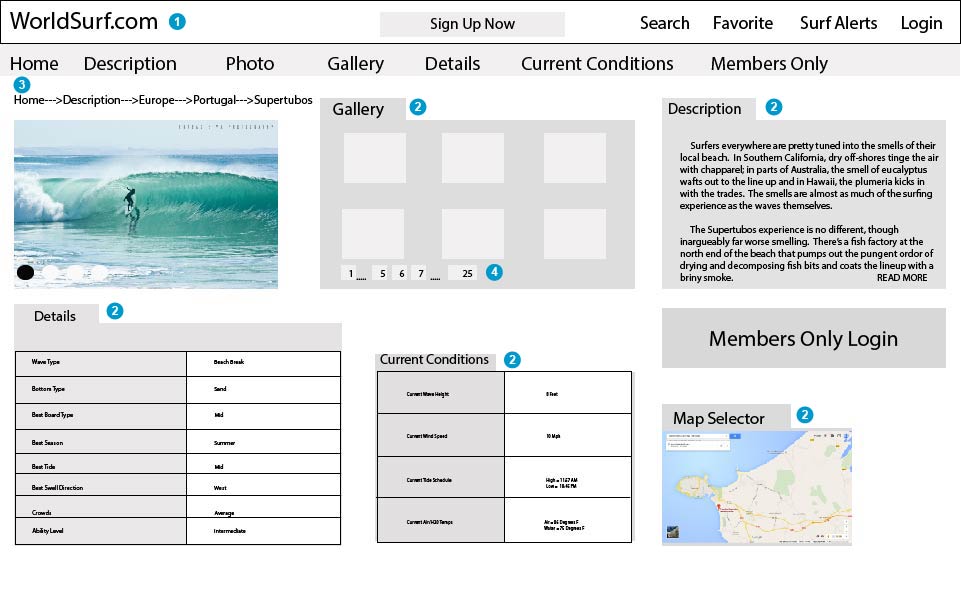 WorldSurf.com 1
Sign Up Now
Search Favorite Surf Alerts Login
Home Description Photo Gallery Details Current Conditions Members Only
3
Home--->Description--->Europe--->Portugal--->Supertubos
Gallery 2
1 ..... 5 6 7 ..... 25 4
Description 2
Surfers everywhere are pretty tuned into the smells of their
local beach. In Southern California, dry off-shores tinge the air
with chapparel; in parts of Australia, the smell of eucalyptus
wafts out to the line up and in Hawaii, the plumeria kicks in
with the trades. The smells are almost as much of the surfing
experience as the waves themselves.
The Supertubos experience is no different, though
inargueably far worse smelling. There's a fish factory at the
north end of the beach that pumps out the pungent ordor of
drying and decomposing fish bits and coats the lineup with a
briny smoke. READ MORE
Details 2
Wave Type Beach Break
Bottom Type Sand
Best Board Type Mid
Best Season Summer
Best Tide Mid
Best Swell Direction West
Crowds Average
Ability Level Intermediate
Current Conditions 2
Current Wave Height 8 Feet
Current Wind Speed 10 Mph
Current Tide Schedule High = 11:57 AM
Low = 10:45 PM
Current Air/H20 Temps Air = 86 Degrees F
Water = 75 Degrees F
Members Only Login
Map Selector 2